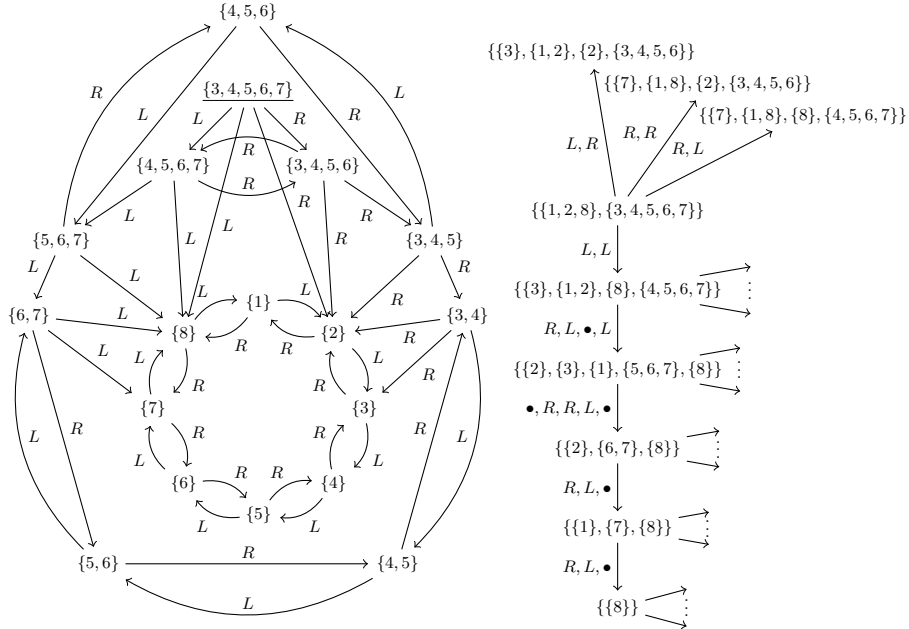 {4, 5, 6}
R
L
R
L
{3, 4, 5, 6, 7}
L
R
L
R
R
R
{4, 5, 6, 7}
{3, 4, 5, 6}
L
L
R
R
{5, 6, 7}
{3, 4, 5}
L
L
R
R
{6, 7}
{3, 4}
L
L
R
R
{1}
L
L
R
R
{8}
{2}
L
R
R
L
{7}
{3}
L
R
R
L
{6}
{4}
R
L
R
L
{5}
R
L
R
L
{5, 6}
{4, 5}
R
L
{{3}, {1, 2}, {2}, {3, 4, 5, 6}}
{{7}, {1, 8}, {2}, {3, 4, 5, 6}}
{{7}, {1, 8}, {8}, {4, 5, 6, 7}}
L, R
R, R
R, L
{{1, 2, 8}, {3, 4, 5, 6, 7}}
L, L
{{3}, {1, 2}, {8}, {4, 5, 6, 7}}
R, L, •, L
{{2}, {3}, {1}, {5, 6, 7}, {8}}
•, R, R, L, •
{{2}, {6, 7}, {8}}
R, L, •
{{1}, {7}, {8}}
R, L, •
{{8}}